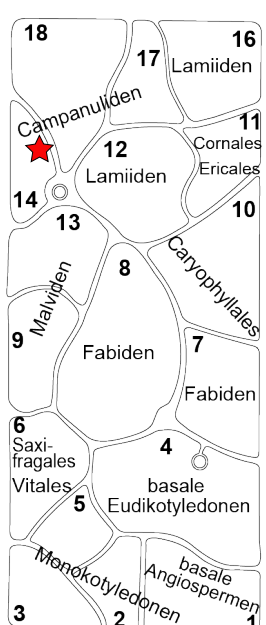 18
17
16
Lamiiden
Campanuliden
11
Cornales
Ericales
12
Lamiiden
14
13
10
Caryophyllales
8
Malviden
9
Fabiden
7
Fabiden
6
Saxi-
fragales
Vitales
4
basale
Eudikotyledonen
5
Monokotyledonen
basale
Angiospermen
3
2
1